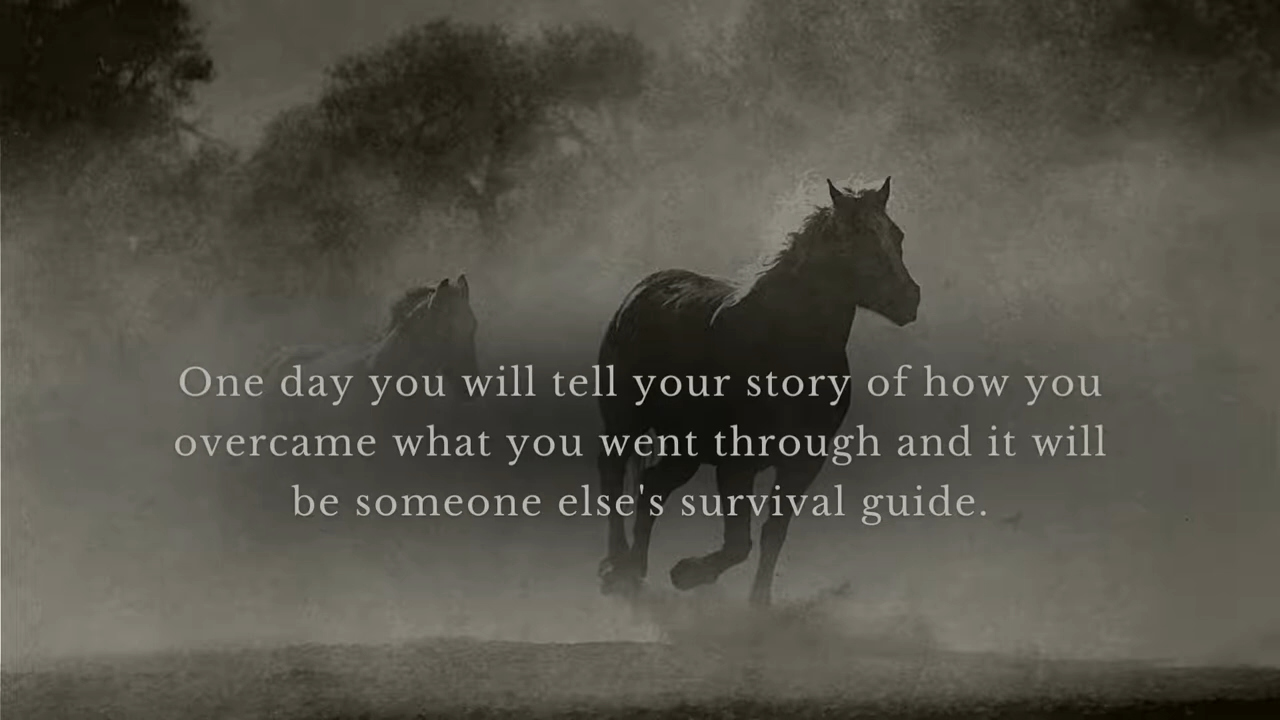 One day you will tell your story of how you
overcame what you went through and it will
be someone else's survival guide.